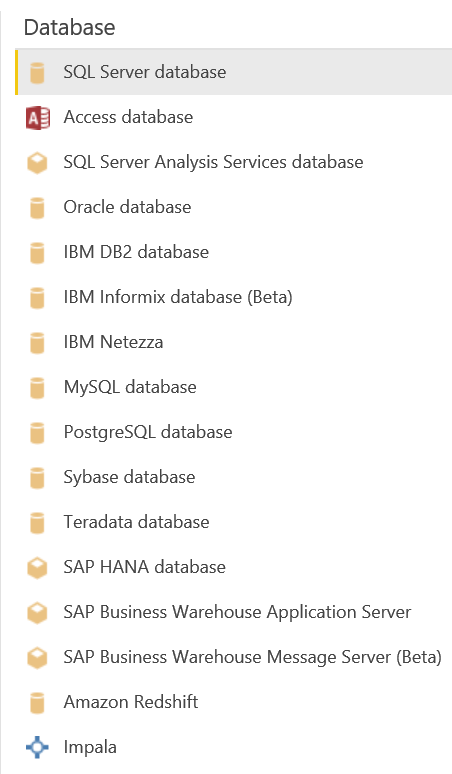 Database
SQL Server database
Access database
SQL Server Analysis Services database
Oracle database
IBM DB2 database
IBM Informix database (Beta)
IBM Netezza
MySQL database
PostgreSQL database
Sybase database
Teradata database
SAP HANA database
SAP Business Warehouse Application Server
SAP Business Warehouse Message Server (Beta)
Amazon Redshift
Impala